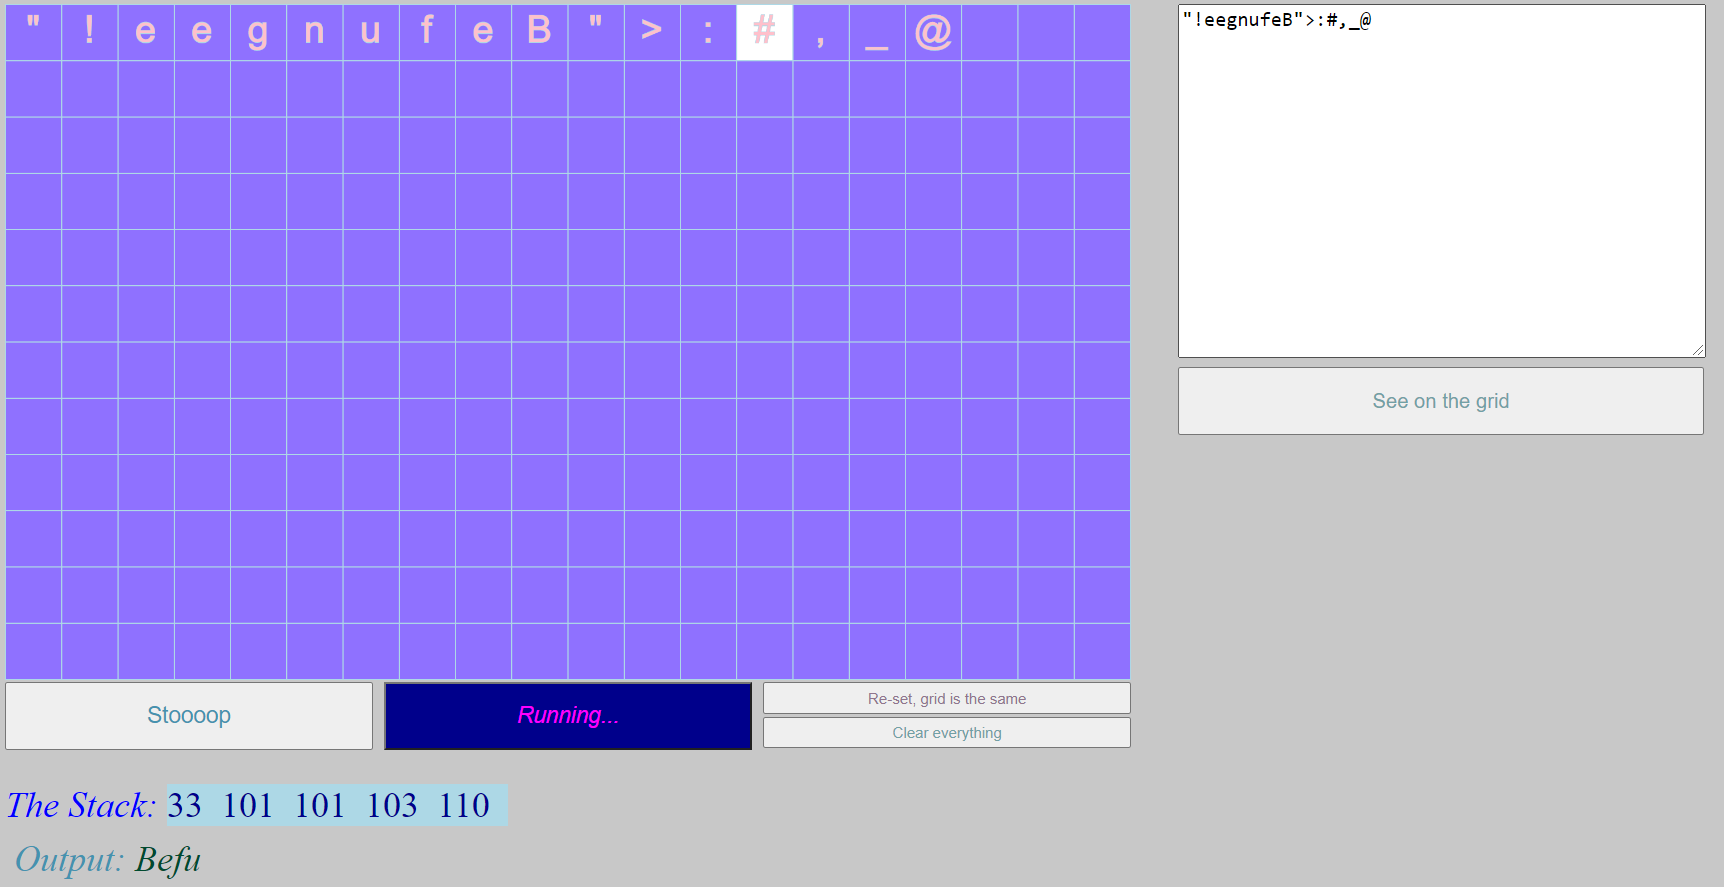 " ! e e g n u f e B " > : # , _ @
"!eegnufeB">:#,_@
See on the grid
Stoooop
Running...
Re-set, grid is the same
Clear everything
The Stack: 33 101 101 103 110
Output: Befu